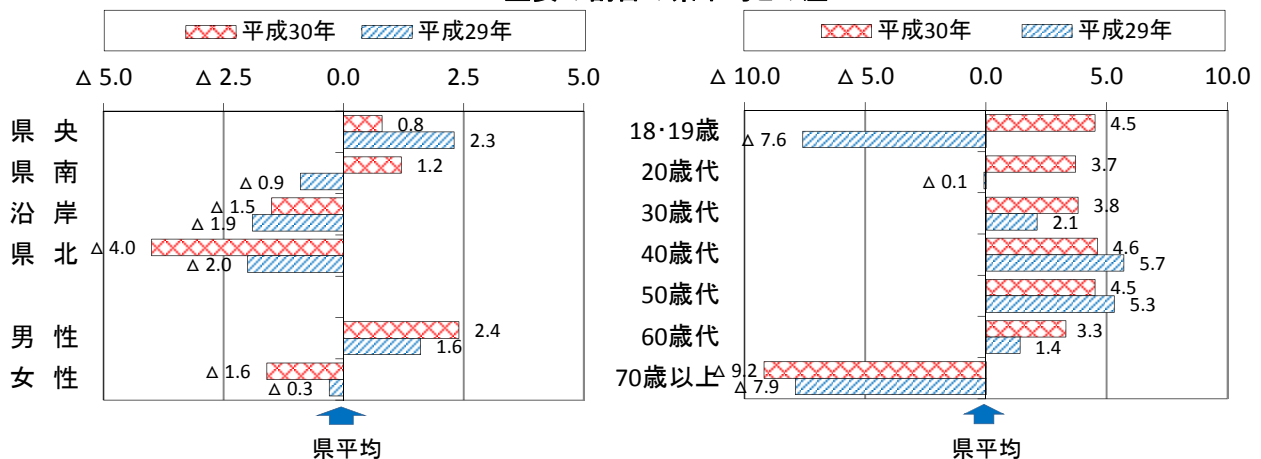 平成30年 平成29年
△ 5.0 △ 2.5 0.0 2.5 5.0
県 央 0.8
2.3
県 南 1.2
△ 0.9
沿 岸 △ 1.5
△ 1.9
県 北 △ 4.0
△ 2.0
男 性 2.4
1.6
女 性 △ 1.6
△ 0.3
県平均
平成30年 平成29年
△ 10.0 △ 5.0 0.0 5.0 10.0
18･19歳 4.5
△ 7.6
20歳代 3.7
△ 0.1
30歳代 3.8
2.1
40歳代 4.6
5.7
50歳代 4.5
5.3
60歳代 3.3
1.4
70歳以上 △ 9.2
△ 7.9
県平均